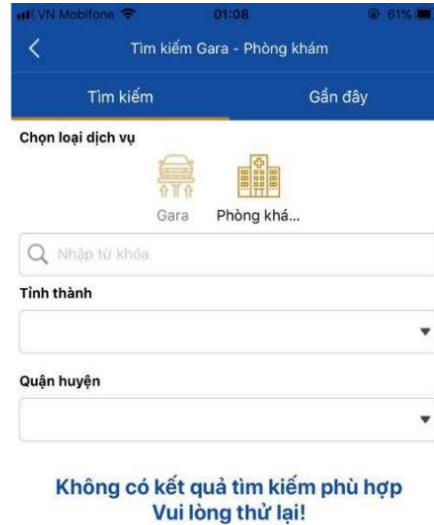 VN Mobifone 01:08 61%
Tìm kiếm Gara - Phòng khám
Tìm kiếm Gần đây
Chọn loại dịch vụ
Gara Phòng khá...
Nhập từ khóa
Tỉnh thành
Quận huyện
Không có kết quả tìm kiếm phù hợp
Vui lòng thử lại!